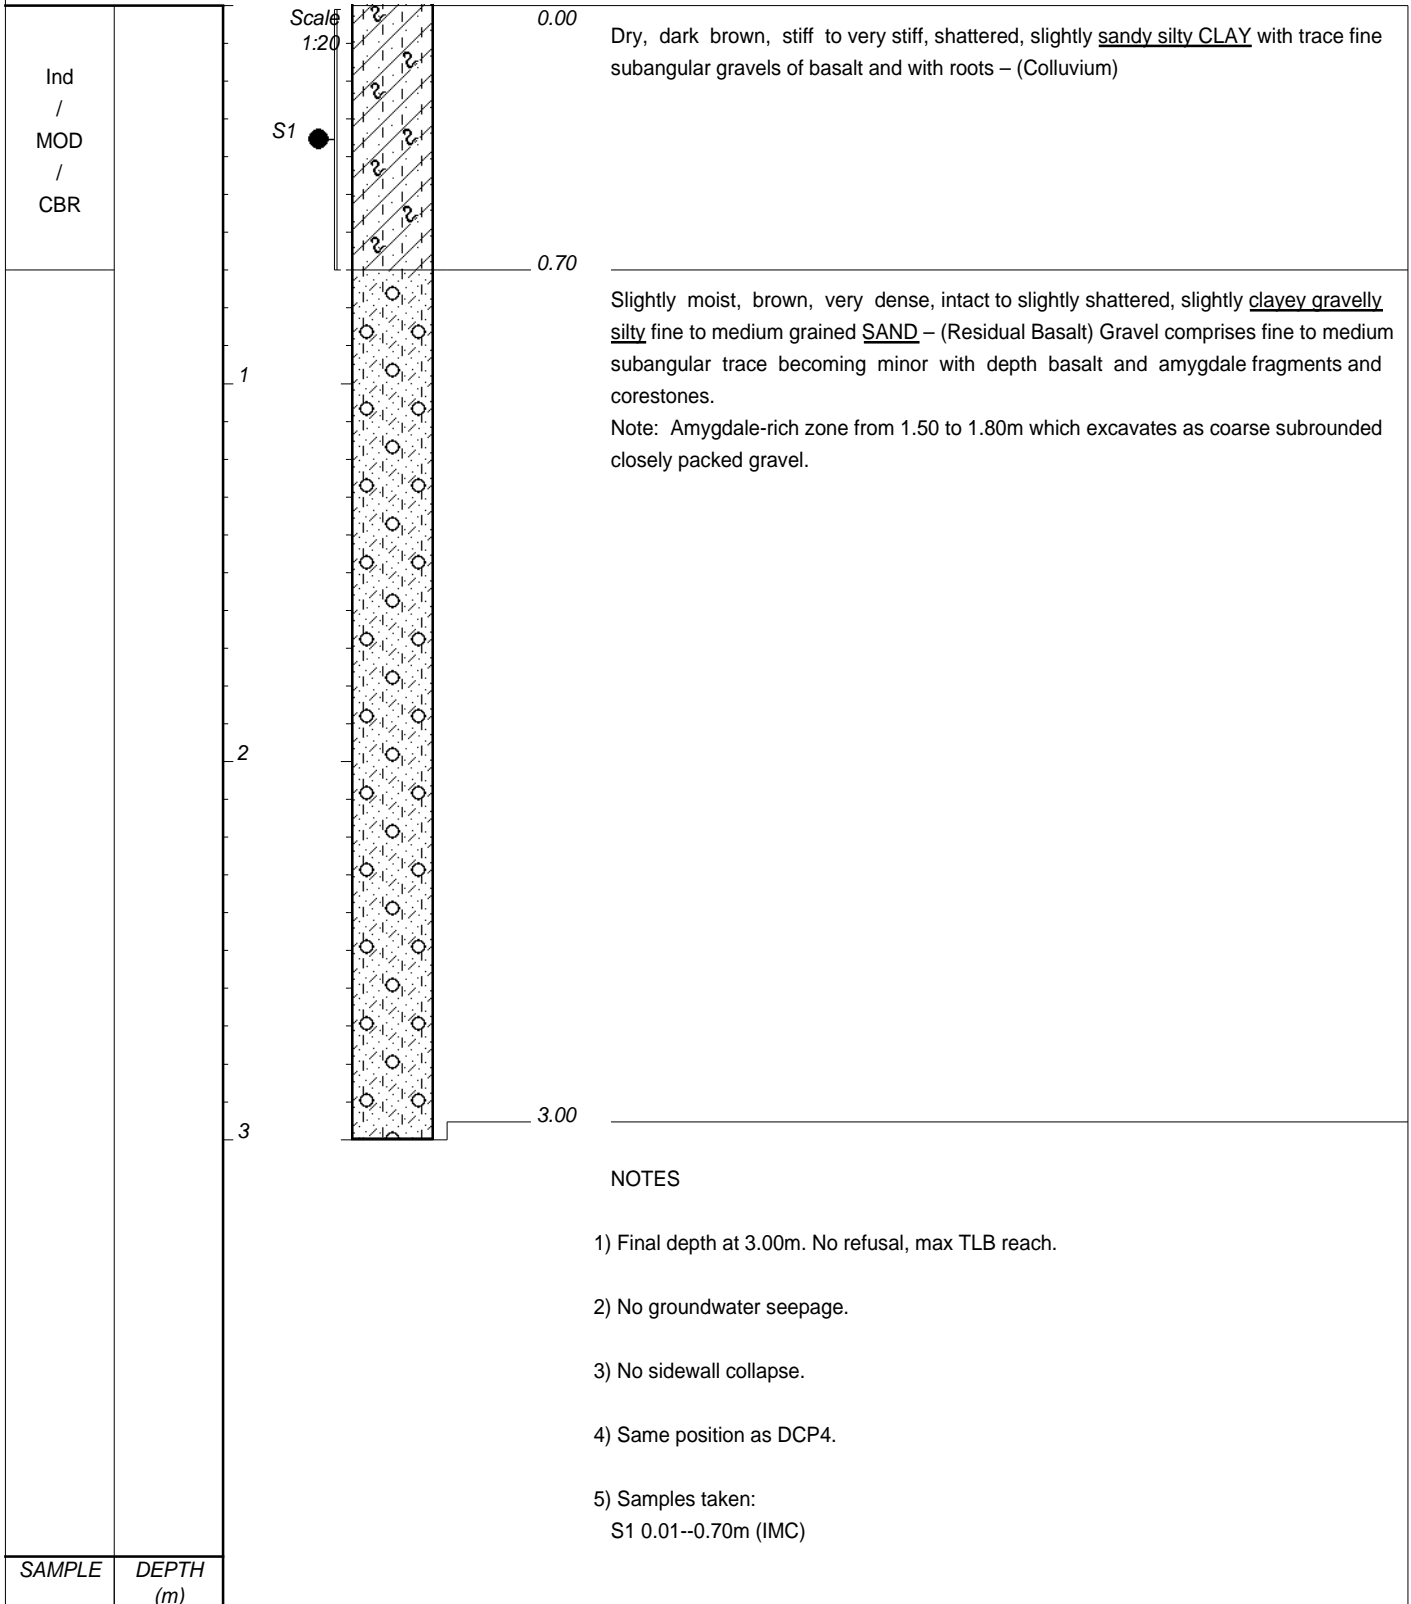 Scale
1:20
0.00
Dry, dark brown, stiff to very stiff, shattered, slightly sandy silty CLAY with trace fine
subangular gravels of basalt and with roots – (Colluvium)
Ind
/
MOD
/
CBR
S1
0.70
Slightly moist, brown, very dense, intact to slightly shattered, slightly clayey gravelly
silty fine to medium grained SAND – (Residual Basalt) Gravel comprises fine to medium
subangular trace becoming minor with depth basalt and amygdale fragments and
corestones.
Note: Amygdale-rich zone from 1.50 to 1.80m which excavates as coarse subrounded
closely packed gravel.
1
2
3
3.00
NOTES
1) Final depth at 3.00m. No refusal, max TLB reach.
2) No groundwater seepage.
3) No sidewall collapse.
4) Same position as DCP4.
5) Samples taken:
S1 0.01--0.70m (IMC)
SAMPLE
DEPTH
(m)